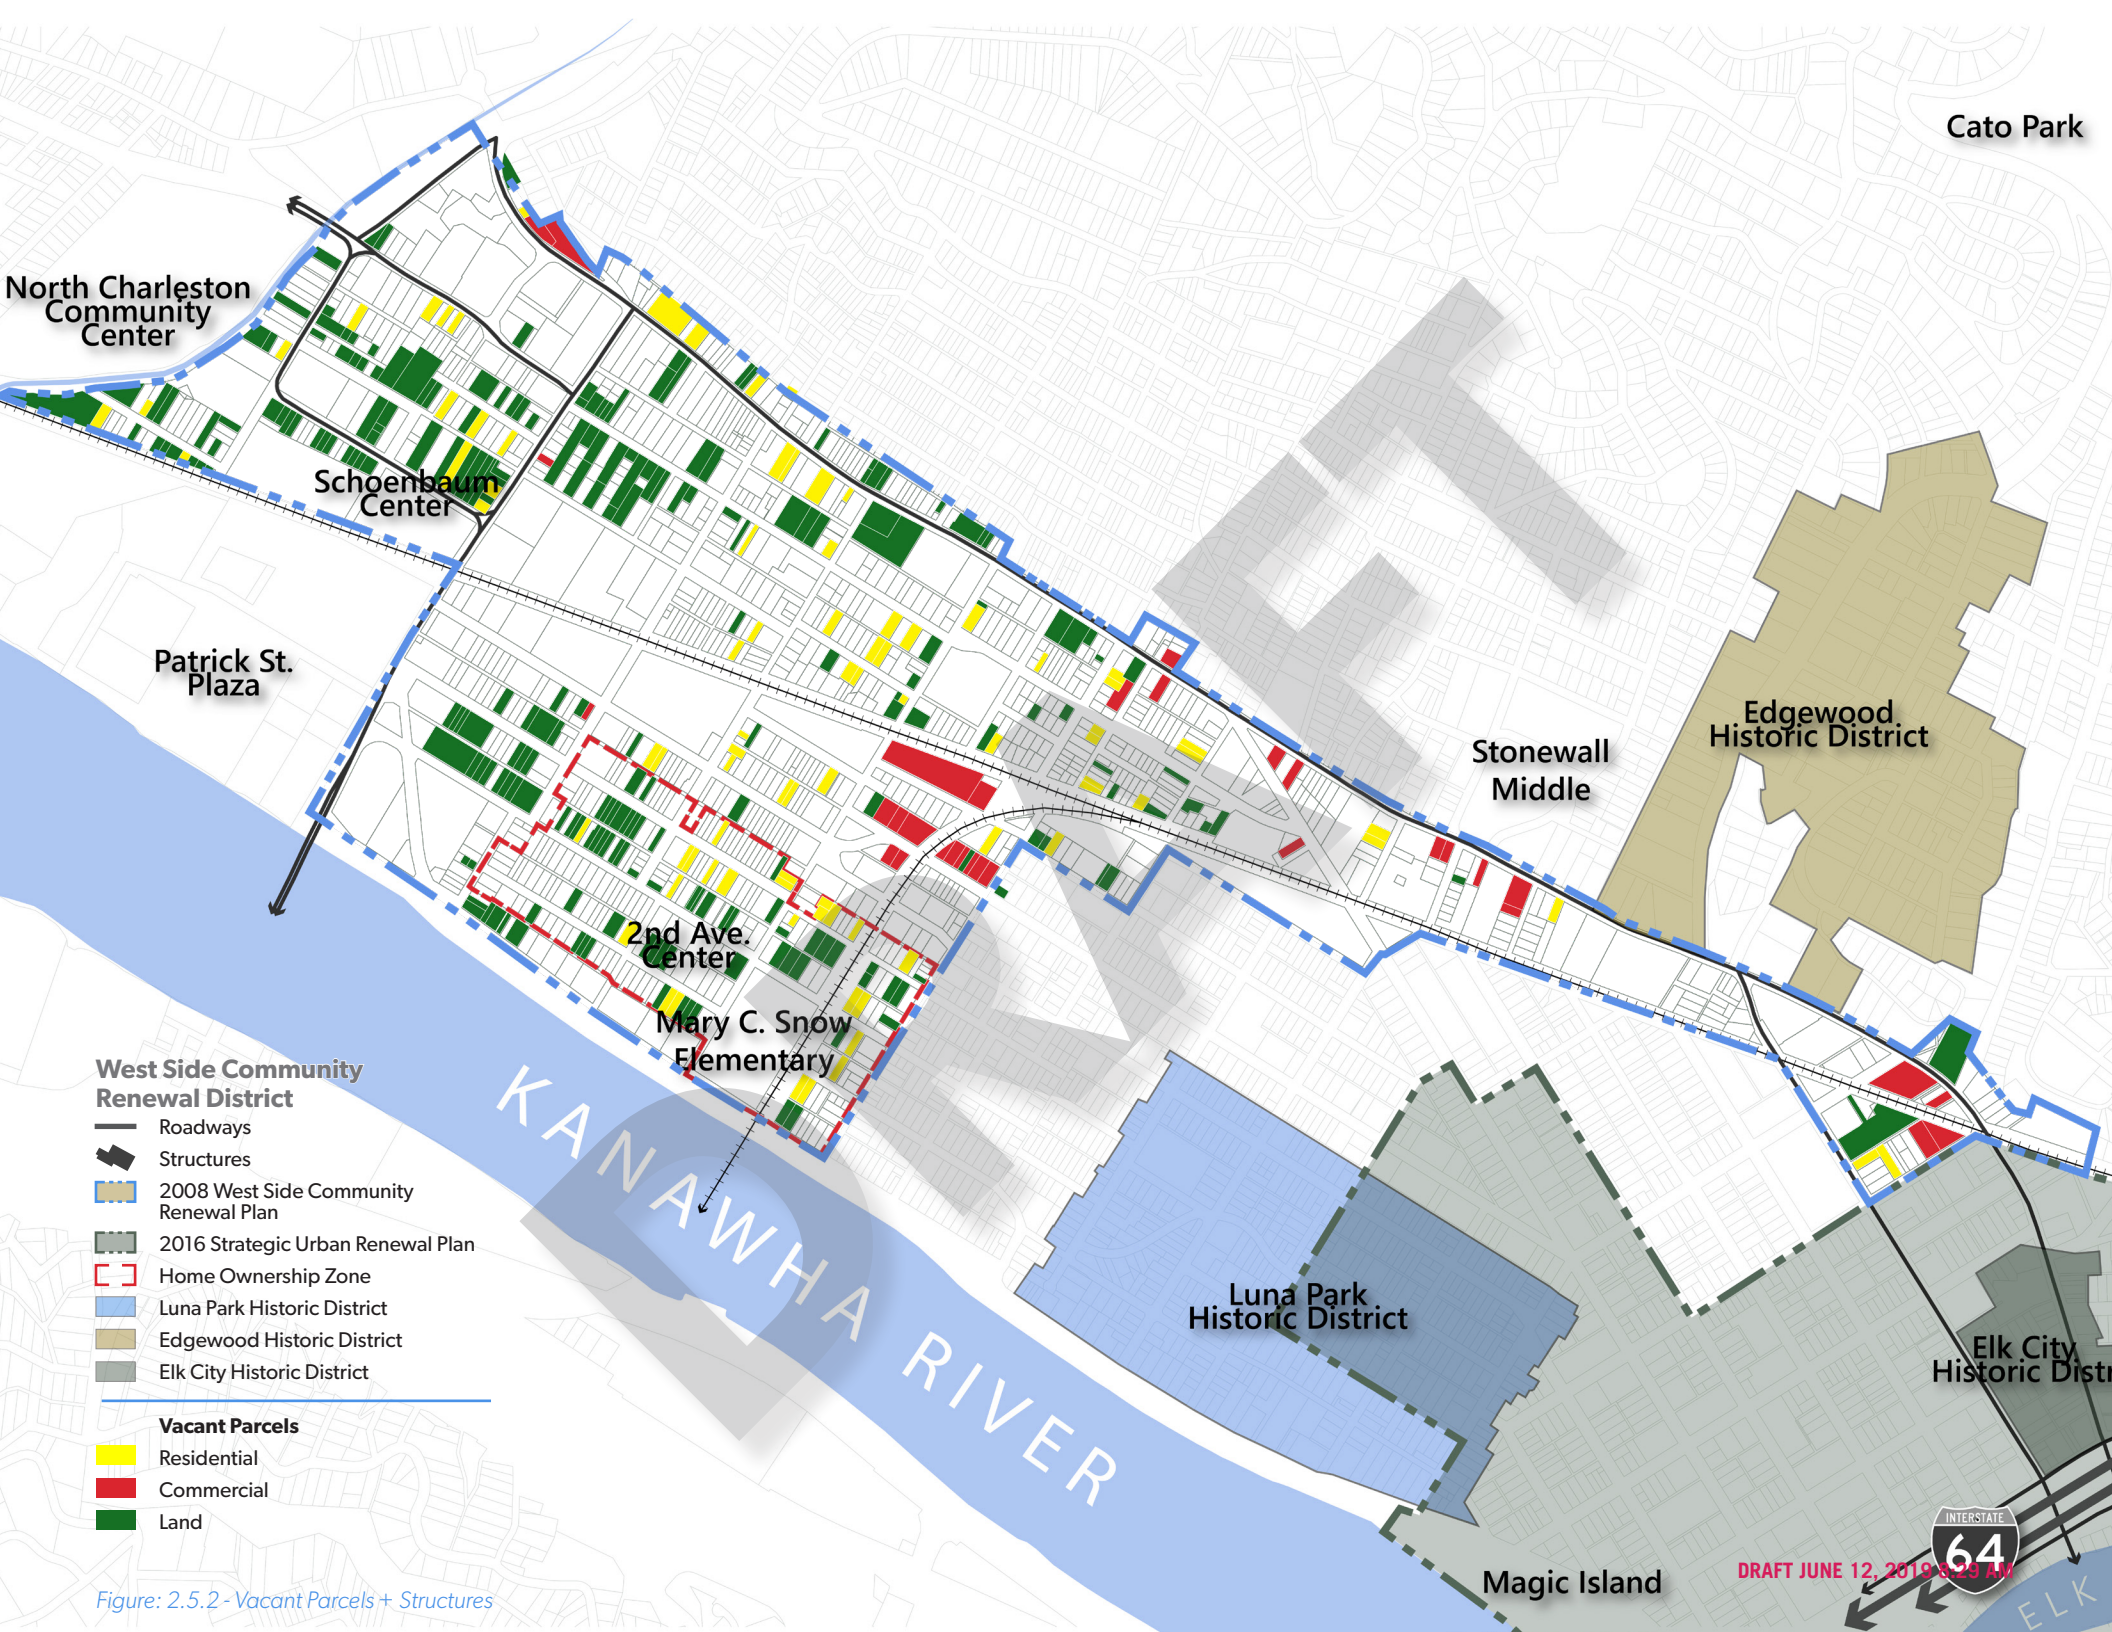 Cato Park
North Charleston
Community
Center
Schoenbaum
Center
Patrick St.
Plaza
Edgewood
Historic District
Stonewall
Middle
2nd Ave.
Center
Mary C. Snow
Elementary
KANAWHA RIVER
Luna Park
Historic District
Elk City
Historic Distr
Magic Island
INTERSTATE
64
ELK
DRAFT
West Side Community
Renewal District
Roadways
Structures
2008 West Side Community
Renewal Plan
2016 Strategic Urban Renewal Plan
Home Ownership Zone
Luna Park Historic District
Edgewood Historic District
Elk City Historic District
Vacant Parcels
Residential
Commercial
Land
Figure: 2.5.2 - Vacant Parcels + Structures
DRAFT JUNE 12, 2019 8:29 AM